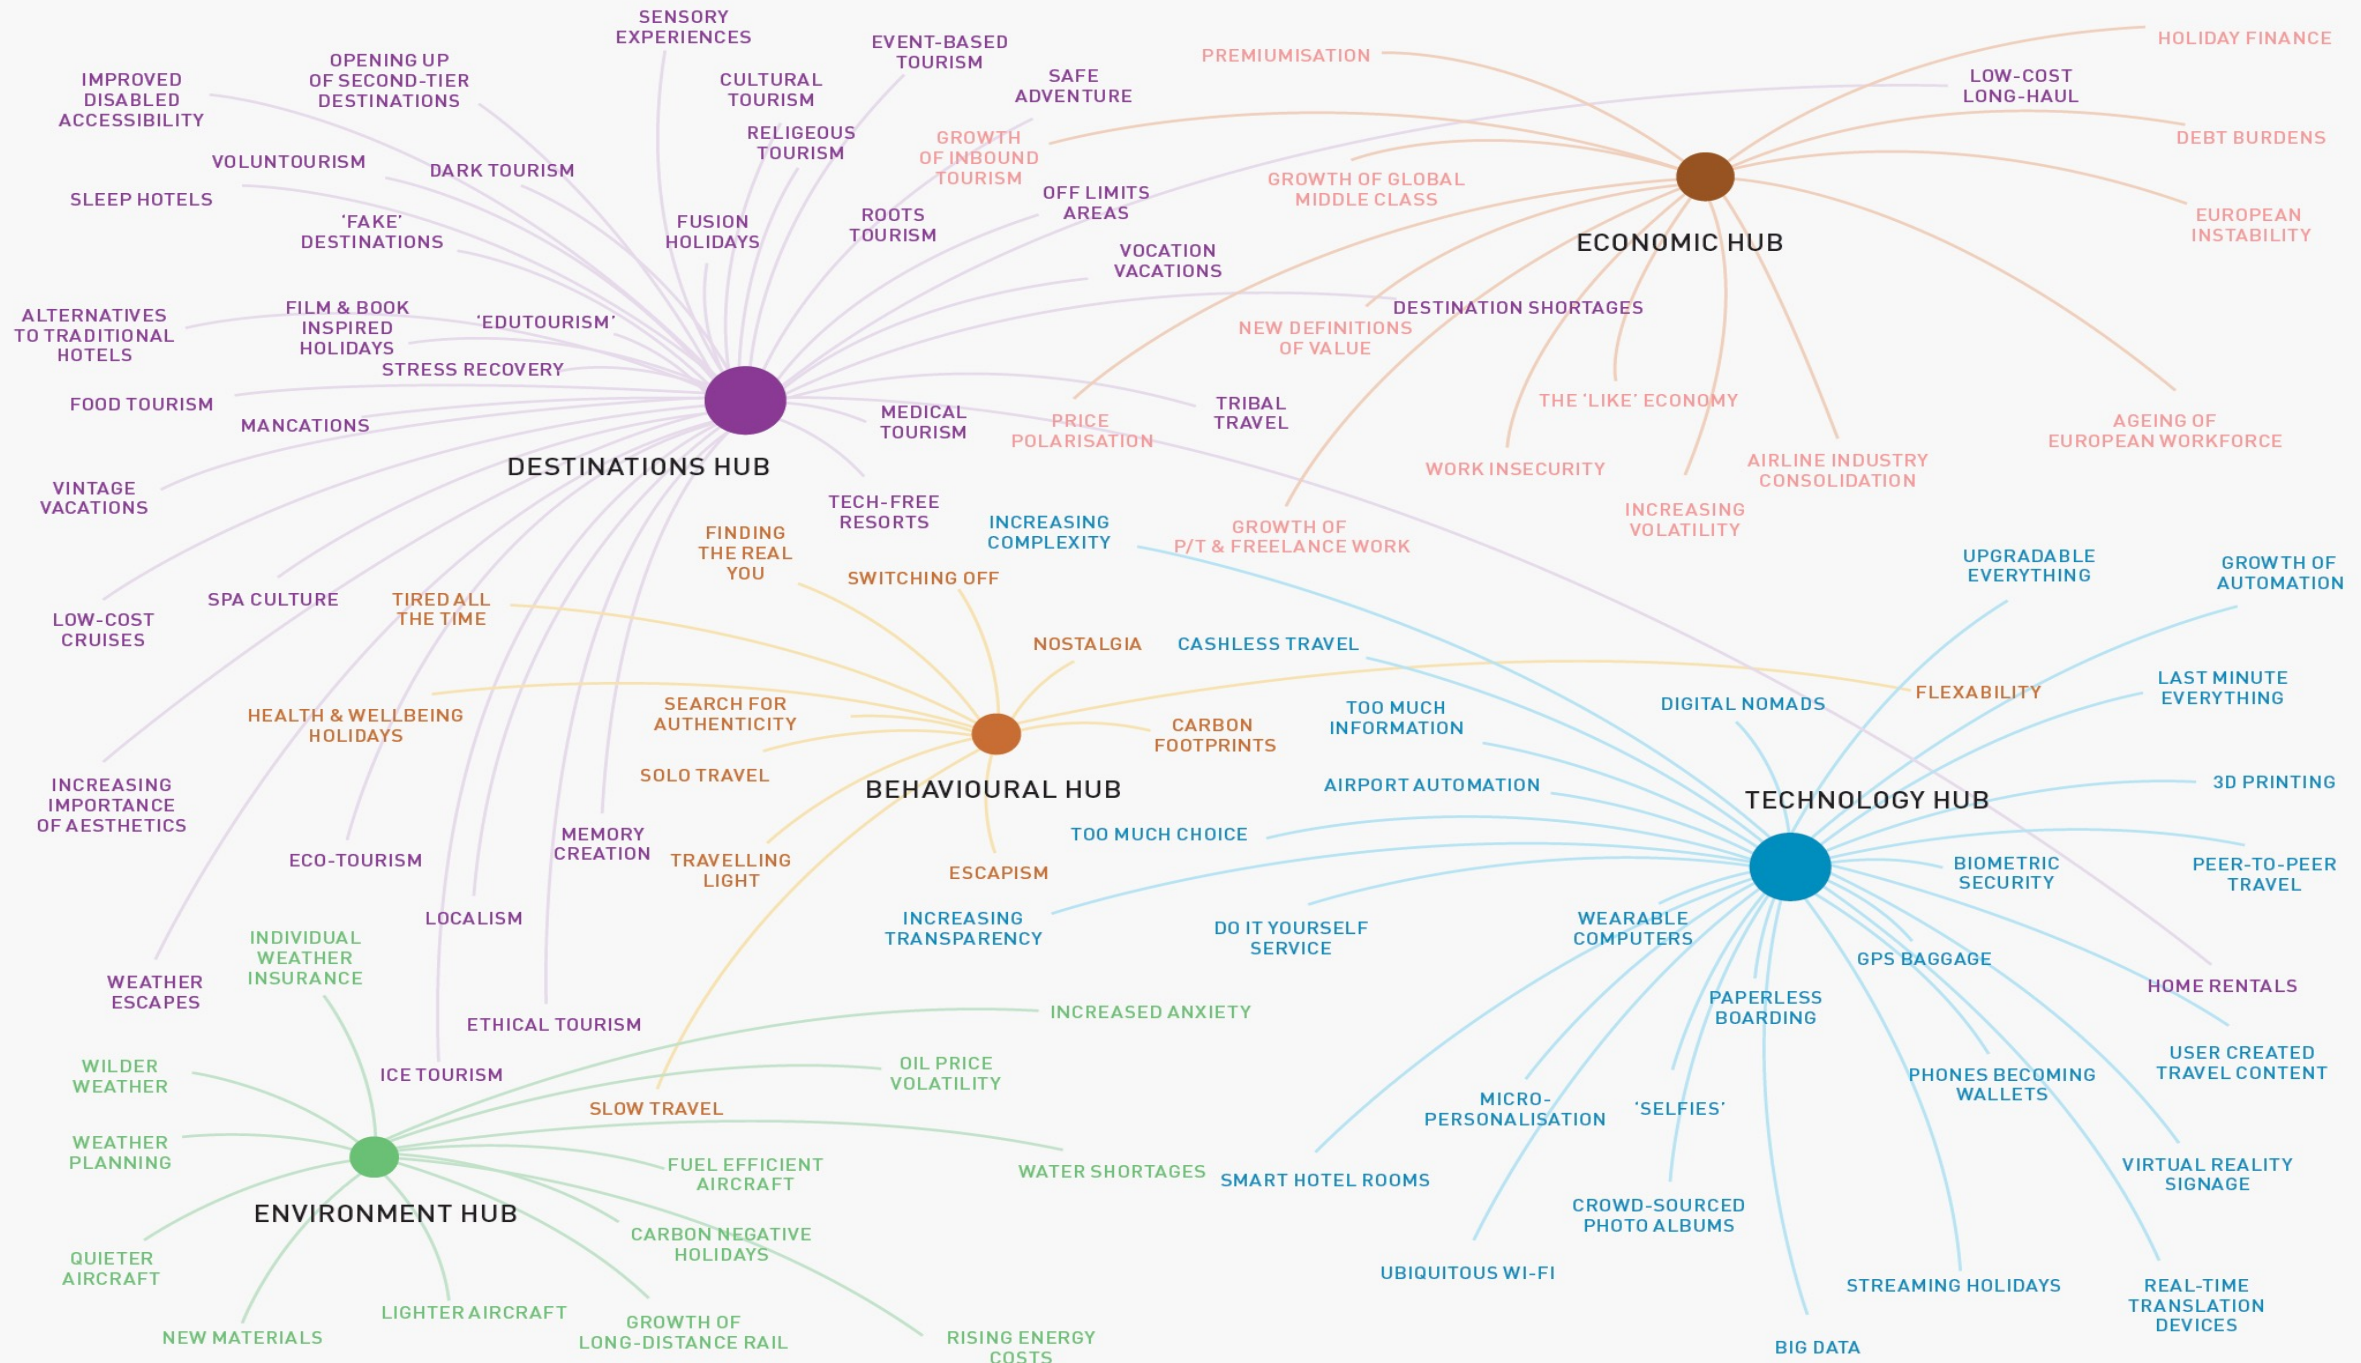 SENSORY
EXPERIENCES
EVENT-BASED
TOURISM
PREMIUMISATION
HOLIDAY FINANCE
OPENING UP
OF SECOND-TIER
DESTINATIONS
IMPROVED
DISABLED
ACCESSIBILITY
CULTURAL
TOURISM
SAFE
ADVENTURE
LOW-COST
LONG-HAUL
RELIGEOUS
TOURISM
GROWTH
OF INBOUND
TOURISM
DEBT BURDENS
VOLUNTOURISM
DARK TOURISM
SLEEP HOTELS
GROWTH OF GLOBAL
MIDDLE CLASS
OFF LIMITS
AREAS
'FAKE'
DESTINATIONS
FUSION
HOLIDAYS
ROOTS
TOURISM
EUROPEAN
INSTABILITY
ECONOMIC HUB
VOCATION
VACATIONS
ALTERNATIVES
TO TRADITIONAL
HOTELS
FILM & BOOK
INSPIRED
HOLIDAYS
'EDUTOURISM'
DESTINATION SHORTAGES
NEW DEFINITIONS
OF VALUE
STRESS RECOVERY
FOOD TOURISM
MANCATIONS
MEDICAL
TOURISM
TRIBAL
TRAVEL
PRICE
POLARISATION
THE 'LIKE' ECONOMY
AGEING OF
EUROPEAN WORKFORCE
DESTINATIONS HUB
WORK INSECURITY
AIRLINE INDUSTRY
CONSOLIDATION
VINTAGE
VACATIONS
TECH-FREE
RESORTS
INCREASING
VOLATILITY
INCREASING
COMPLEXITY
GROWTH OF
P/T & FREELANCE WORK
FINDING
THE REAL
YOU
SWITCHING OFF
UPGRADABLE
EVERYTHING
GROWTH OF
AUTOMATION
LOW-COST
CRUISES
SPA CULTURE
TIRED ALL
THE TIME
NOSTALGIA
CASHLESS TRAVEL
HEALTH & WELLBEING
HOLIDAYS
SEARCH FOR
AUTHENTICITY
CARBON
FOOTPRINTS
TOO MUCH
INFORMATION
DIGITAL NOMADS
FLEXABILITY
LAST MINUTE
EVERYTHING
SOLO TRAVEL
BEHAVIOURAL HUB
AIRPORT AUTOMATION
TECHNOLOGY HUB
3D PRINTING
INCREASING
IMPORTANCE
OF AESTHETICS
ECO-TOURISM
MEMORY
CREATION
TRAVELLING
LIGHT
ESCAPISM
TOO MUCH CHOICE
BIOMETRIC
SECURITY
PEER-TO-PEER
TRAVEL
LOCALISM
INCREASING
TRANSPARENCY
DO IT YOURSELF
SERVICE
WEARABLE
COMPUTERS
GPS BAGGAGE
INDIVIDUAL
WEATHER
INSURANCE
WEATHER
ESCAPES
HOME RENTALS
ETHICAL TOURISM
INCREASED ANXIETY
PAPERLESS
BOARDING
WILDER
WEATHER
ICE TOURISM
OIL PRICE
VOLATILITY
USER CREATED
TRAVEL CONTENT
PHONES BECOMING
WALLETS
SLOW TRAVEL
MICRO-
PERSONALISATION
'SELFIES'
WEATHER
PLANNING
FUEL EFFICIENT
AIRCRAFT
WATER SHORTAGES
SMART HOTEL ROOMS
VIRTUAL REALITY
SIGNAGE
ENVIRONMENT HUB
CROWD-SOURCED
PHOTO ALBUMS
CARBON NEGATIVE
HOLIDAYS
QUIETER
AIRCRAFT
UBIQUITOUS WI-FI
STREAMING HOLIDAYS
REAL-TIME
TRANSLATION
DEVICES
NEW MATERIALS
LIGHTER AIRCRAFT
GROWTH OF
LONG-DISTANCE RAIL
RISING ENERGY
COSTS
BIG DATA